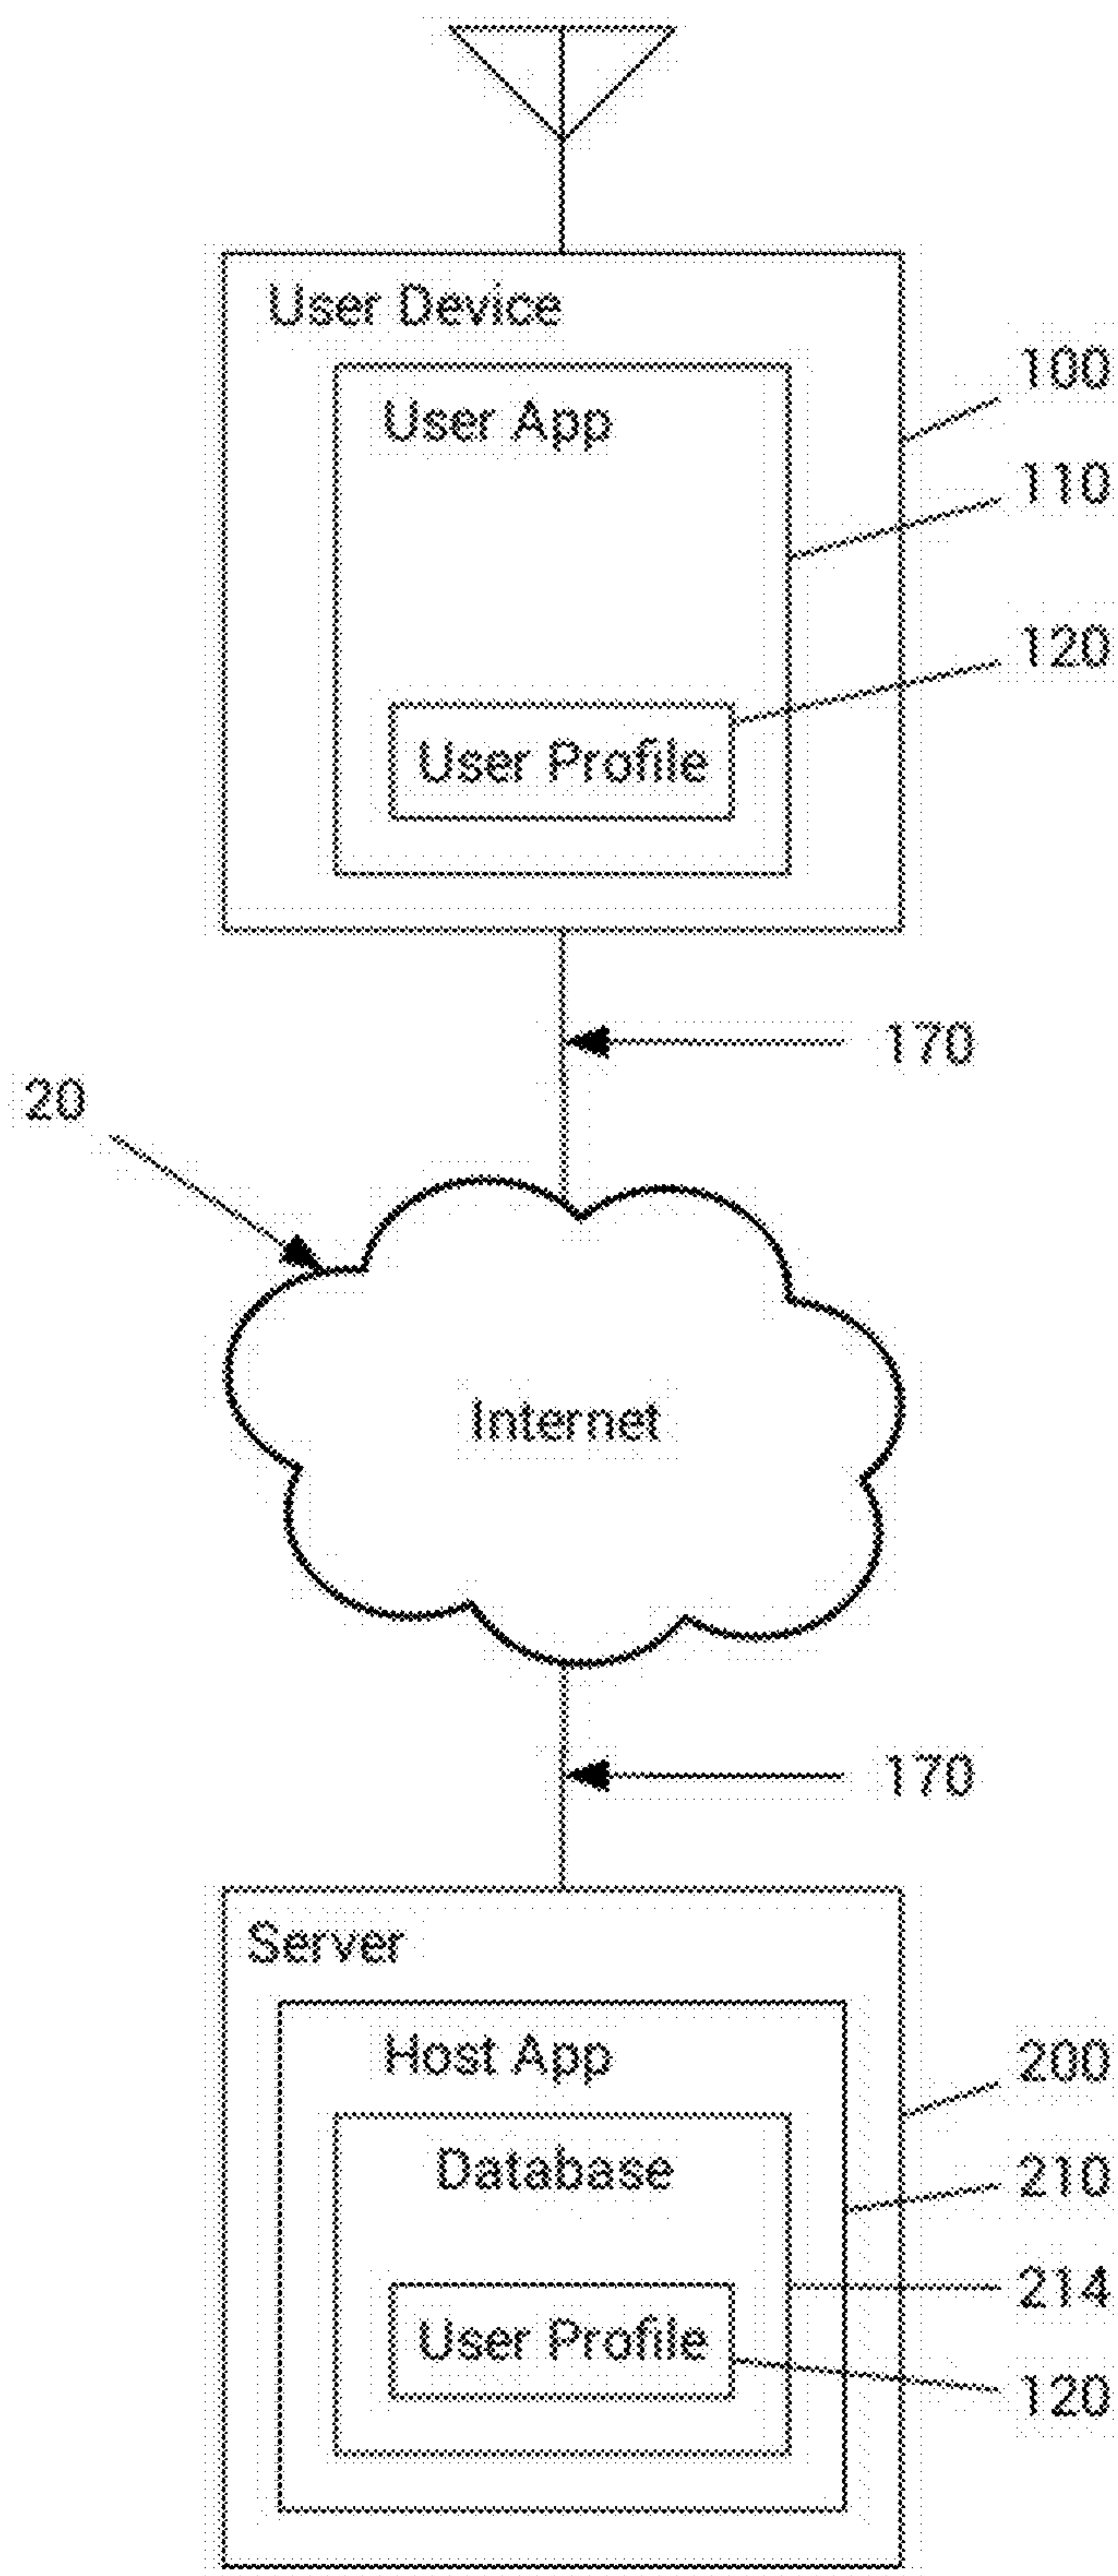 User Device
User App
100
110
120
User Profile
170
20
Internet
170
Server
Host App
200
Database
210
214
User Profile
120